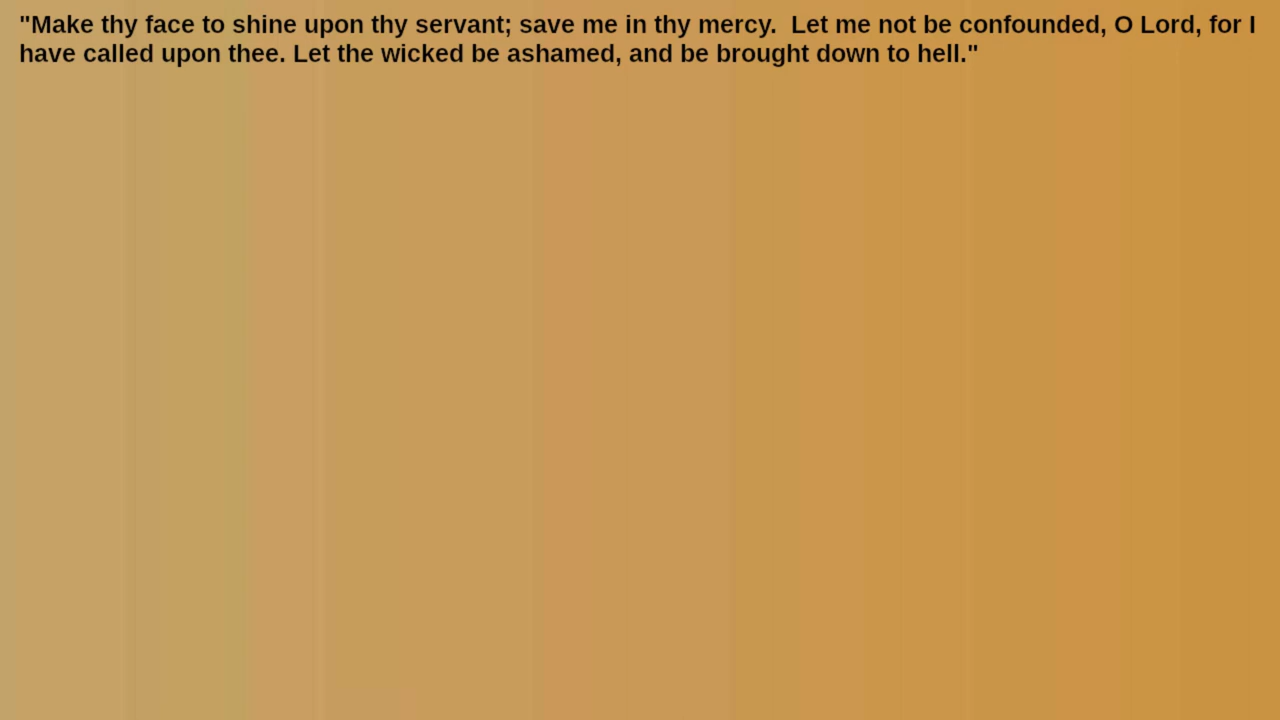 "Make thy face to shine upon thy servant; save me in thy mercy.  Let me not be confounded, O Lord, for I
have called upon thee. Let the wicked be ashamed, and be brought down to hell."